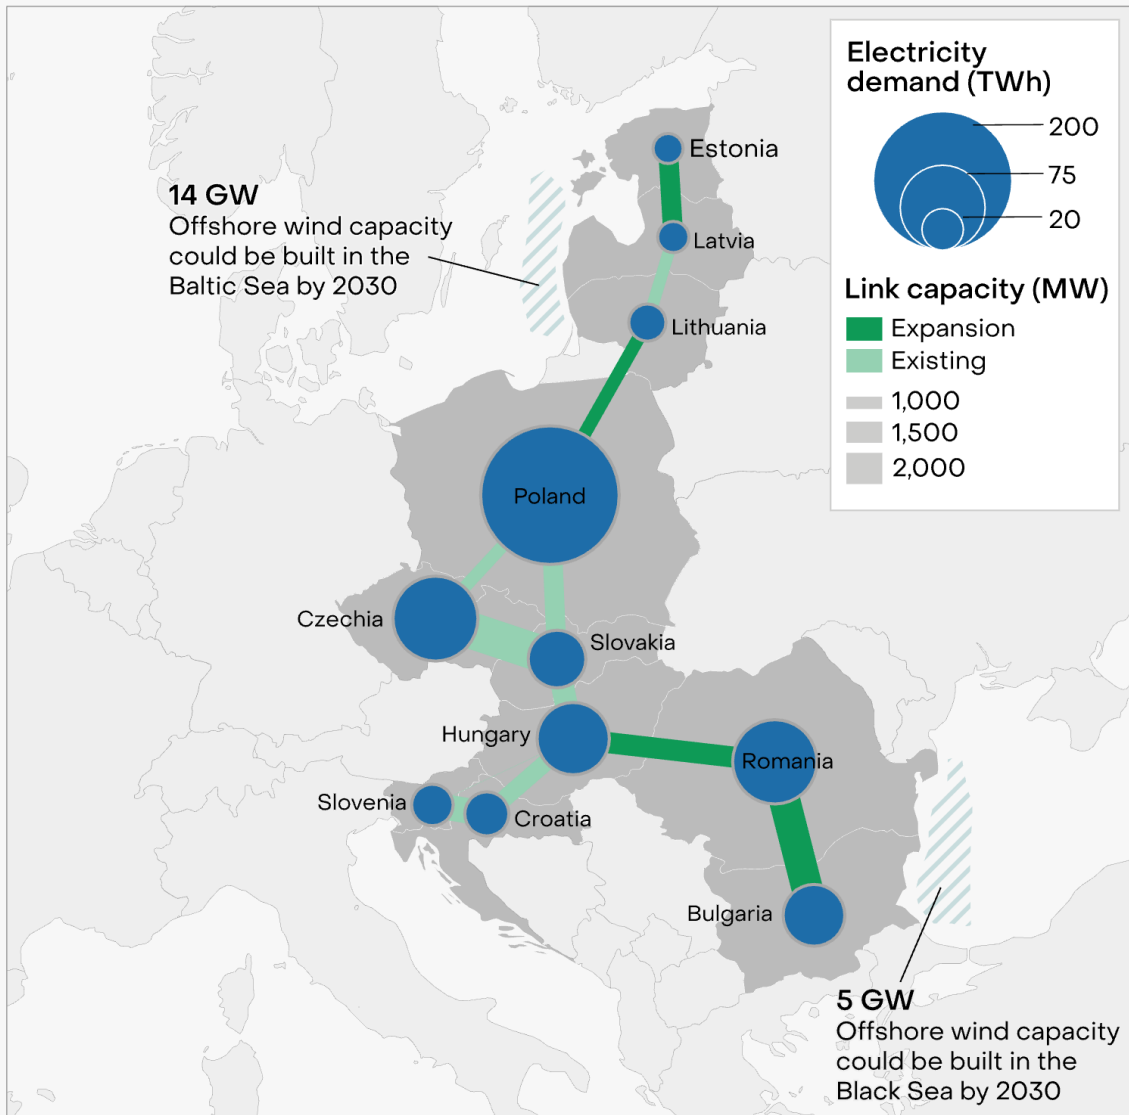 Electricity
demand (TWh)
200
75
20
Link capacity (MW)
Expansion
Existing
1,000
1,500
2,000
14 GW
Offshore wind capacity
could be built in the
Baltic Sea by 2030
Estonia
Latvia
Lithuania
Poland
Czechia
Slovakia
Hungary
Romania
Slovenia
Croatia
Bulgaria
5 GW
Offshore wind capacity
could be built in the
Black Sea by 2030